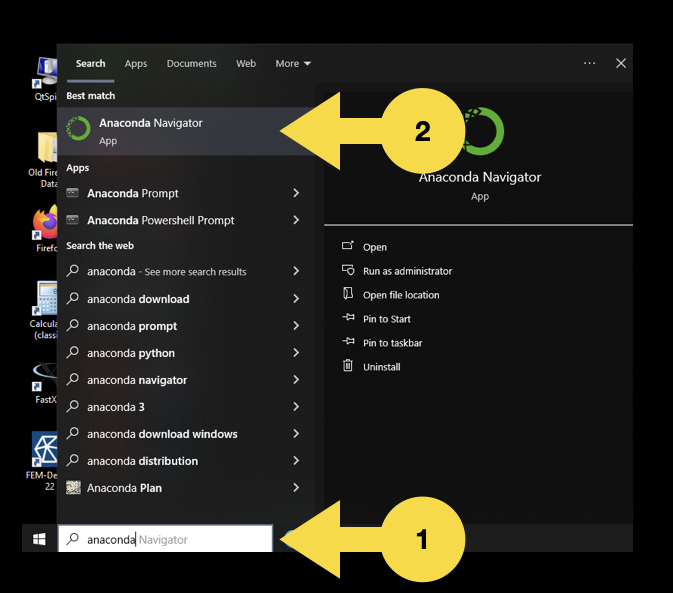 Search Apps Documents Web More
Best match
Anaconda Navigator
App
Apps
Anaconda Prompt
Anaconda Powershell Prompt
Search the web
anaconda - See more search results
anaconda download
anaconda prompt
anaconda python
anaconda navigator
anaconda 3
anaconda download windows
anaconda distribution
Anaconda Plan
anaconda Navigator
2
Anaconda Navigator
App
Open
Run as administrator
Open file location
Pin to Start
Pin to taskbar
Uninstall
1
QtSpi
Old Fire
Data
Firefo
Calcula
(classi
FastX
FEM-De
22